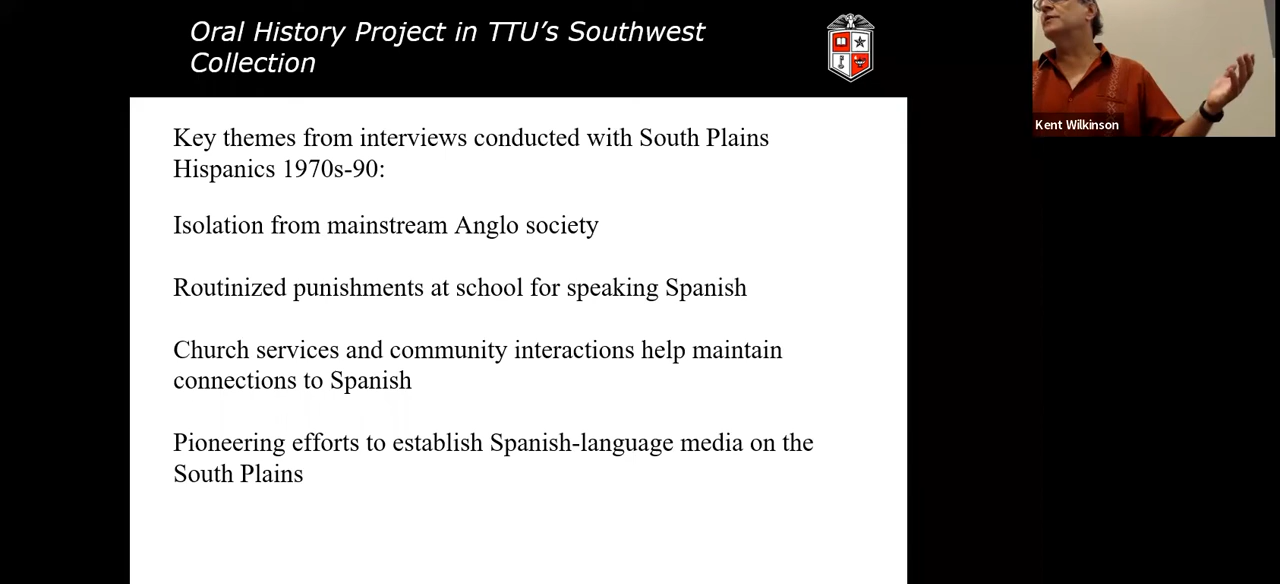 Oral History Project in TTU’s Southwest
Collection
Kent Wilkinson
Key themes from interviews conducted with South Plains
Hispanics 1970s-90:
Isolation from mainstream Anglo society
Routinized punishments at school for speaking Spanish
Church services and community interactions help maintain
connections to Spanish
Pioneering efforts to establish Spanish-language media on the
South Plains